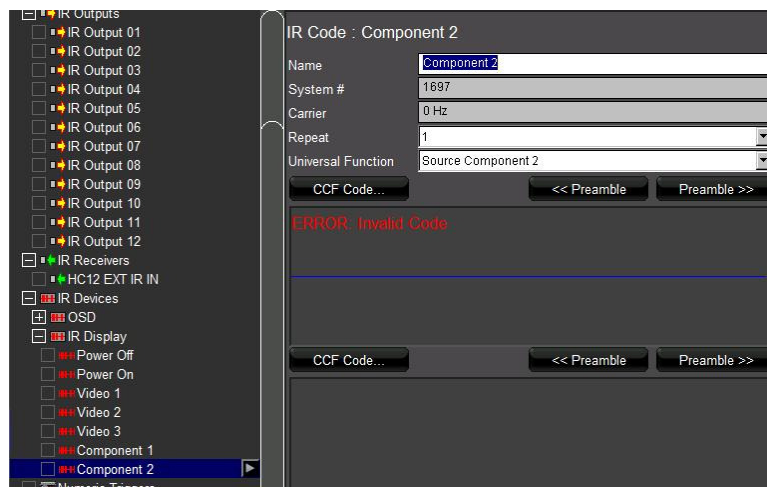 IR Outputs
IR Output 01
IR Output 02
IR Output 03
IR Output 04
IR Output 05
IR Output 06
IR Output 07
IR Output 08
IR Output 09
IR Output 10
IR Output 11
IR Output 12
IR Receivers
HC12 EXT IR IN
IR Devices
OSD
IR Display
Power Off
Power On
Video 1
Video 2
Video 3
Component 1
Component 2
Numeric Triggers
IR Code : Component 2
Name Component 2
System # 1697
Carrier 0 Hz
Repeat 1
Universal Function Source Component 2
CCF Code... << Preamble Preamble >>
ERROR: Invalid Code
CCF Code... << Preamble Preamble >>